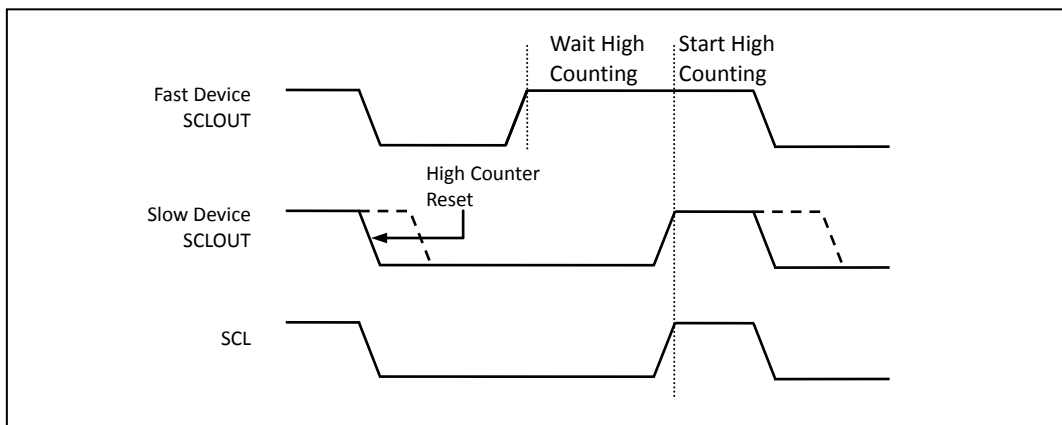 Wait High
Counting
Start High
Counting
Fast Device
SCLOUT
High Counter
Reset
Slow Device
SCLOUT
SCL